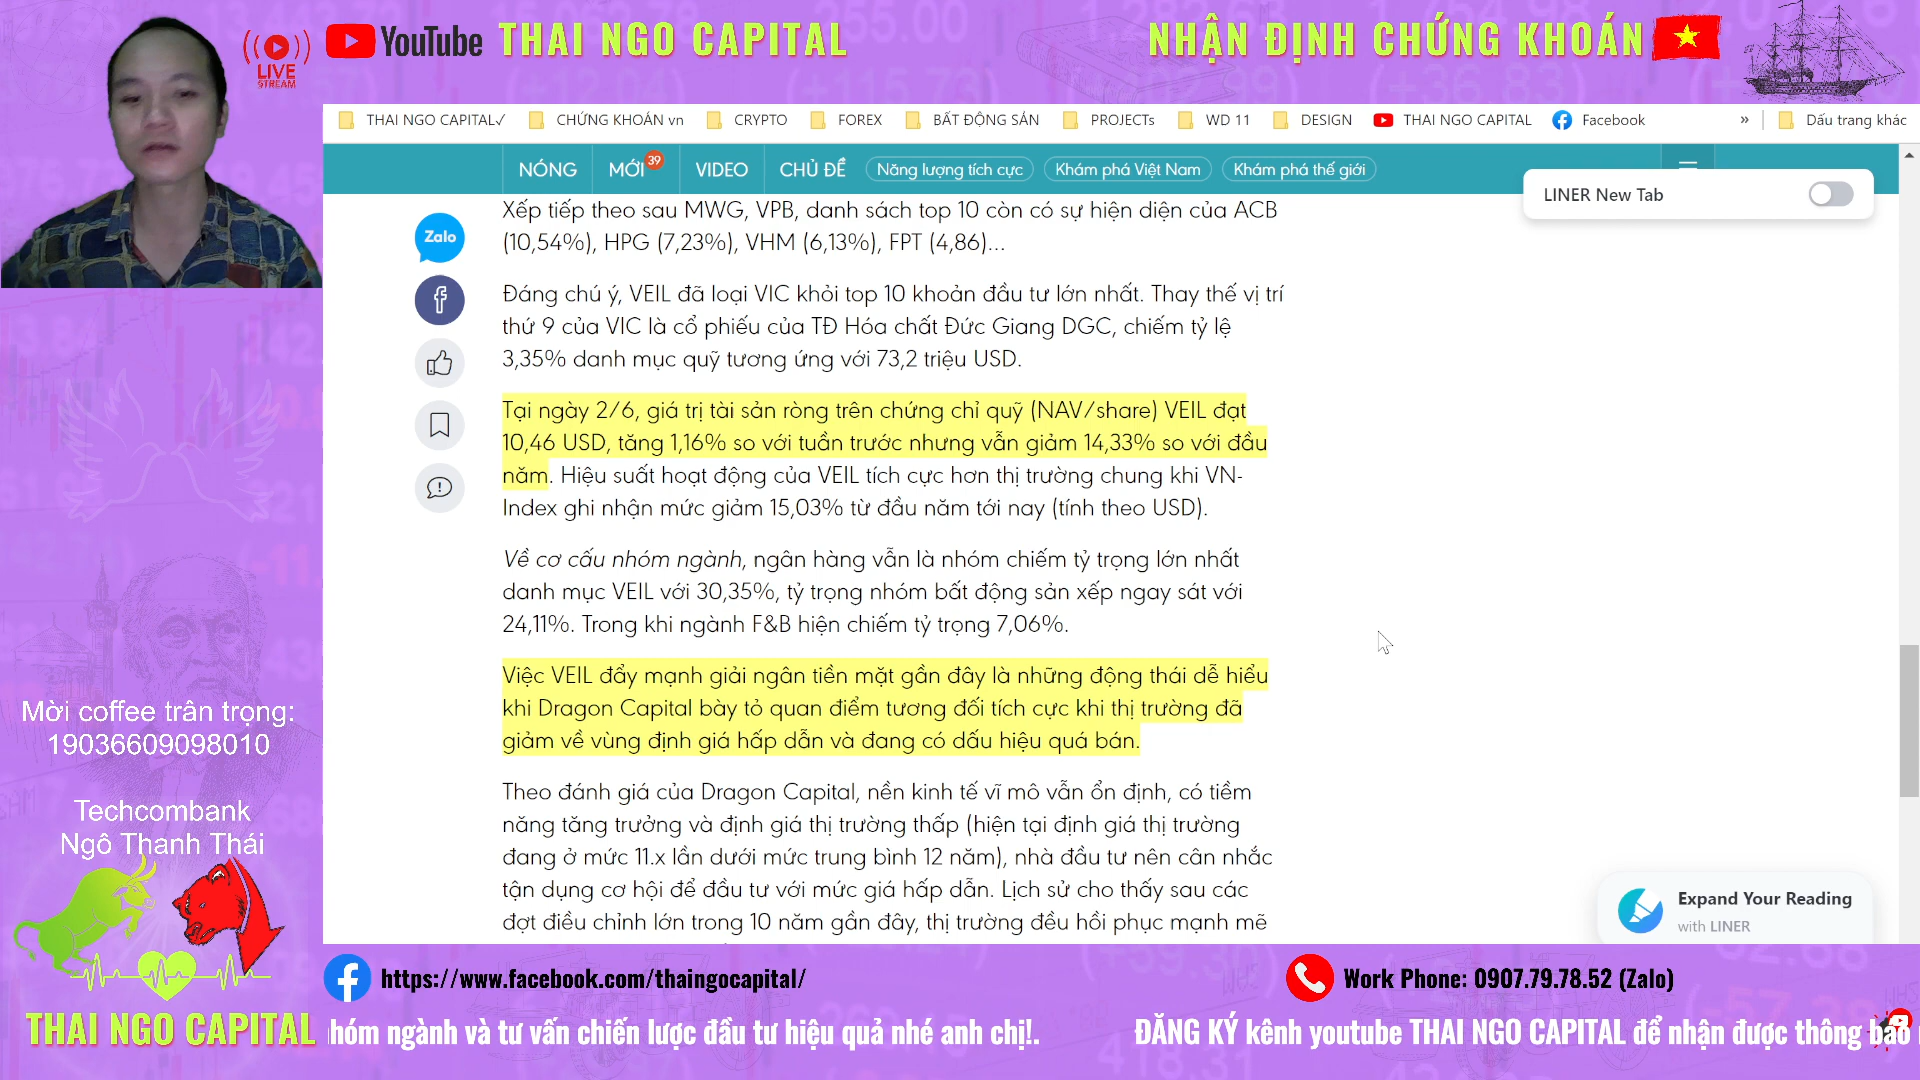 LIVE
STREAM
YouTube THAI NGO CAPITAL
NHẬN ĐỊNH CHỨNG KHOÁN
THAI NGO CAPITAL✓ CHỨNG KHOÁN vn CRYPTO FOREX BẤT ĐỘNG SẢN PROJECTs WD 11 DESIGN THAI NGO CAPITAL Facebook » Dấu trang khác
NÓNG MỚI 39 VIDEO CHỦ ĐỀ Năng lượng tích cực Khám phá Việt Nam Khám phá thế giới
LINER New Tab
Zalo
Xếp tiếp theo sau MWG, VPB, danh sách top 10 còn có sự hiện diện của ACB
(10,54%), HPG (7,23%), VHM (6,13%), FPT (4,86)...
Đáng chú ý, VEIL đã loại VIC khỏi top 10 khoản đầu tư lớn nhất. Thay thế vị trí
thứ 9 của VIC là cổ phiếu của TĐ Hóa chất Đức Giang DGC, chiếm tỷ lệ
3,35% danh mục quỹ tương ứng với 73,2 triệu USD.
Tại ngày 2/6, giá trị tài sản ròng trên chứng chỉ quỹ (NAV/share) VEIL đạt
10,46 USD, tăng 1,16% so với tuần trước nhưng vẫn giảm 14,33% so với đầu
năm. Hiệu suất hoạt động của VEIL tích cực hơn thị trường chung khi VN-
Index ghi nhận mức giảm 15,03% từ đầu năm tới nay (tính theo USD).
Về cơ cấu nhóm ngành, ngân hàng vẫn là nhóm chiếm tỷ trọng lớn nhất
danh mục VEIL với 30,35%, tỷ trọng nhóm bất động sản xếp ngay sát với
24,11%. Trong khi ngành F&B hiện chiếm tỷ trọng 7,06%.
Việc VEIL đẩy mạnh giải ngân tiền mặt gần đây là những động thái dễ hiểu
khi Dragon Capital bày tỏ quan điểm tương đối tích cực khi thị trường đã
giảm về vùng định giá hấp dẫn và đang có dấu hiệu quá bán.
Theo đánh giá của Dragon Capital, nền kinh tế vĩ mô vẫn ổn định, có tiềm
năng tăng trưởng và định giá thị trường thấp (hiện tại định giá thị trường
đang ở mức 11.x lần dưới mức trung bình 12 năm), nhà đầu tư nên cân nhắc
tận dụng cơ hội để đầu tư với mức giá hấp dẫn. Lịch sử cho thấy sau các
đợt điều chỉnh lớn trong 10 năm gần đây, thị trường đều hồi phục mạnh mẽ
Expand Your Reading
with LINER
Mời coffee trân trọng:
19036609098010
Techcombank
Ngô Thanh Thái
THAI NGO CAPITAL
https://www.facebook.com/thaingocapital/
Work Phone: 0907.79.78.52 (Zalo)
hóm ngành và tư vấn chiến lược đầu tư hiệu quả nhé anh chị!. ĐĂNG KÝ kênh youtube THAI NGO CAPITAL để nhận được thông báo